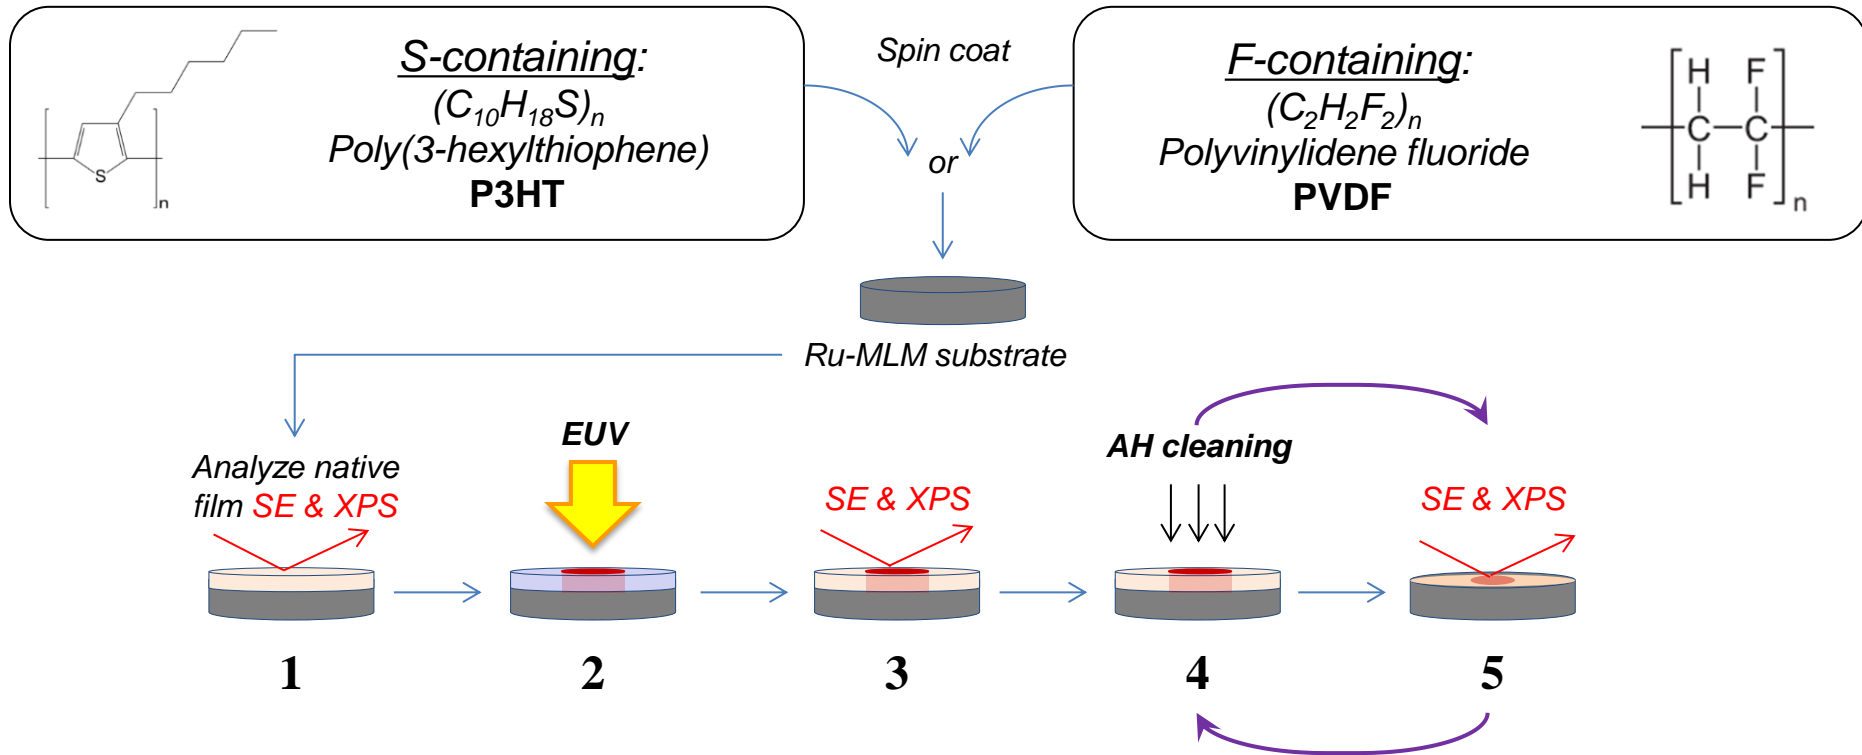 S-containing:
(C10H18S)n
Poly(3-hexylthiophene)
P3HT
S
n
Spin coat
or
F-containing:
(C2H2F2)n
Polyvinylidene fluoride
PVDF
H F
C C
H F
n
Ru-MLM substrate
Analyze native
film SE & XPS
EUV
SE & XPS
AH cleaning
SE & XPS
1 2 3 4 5